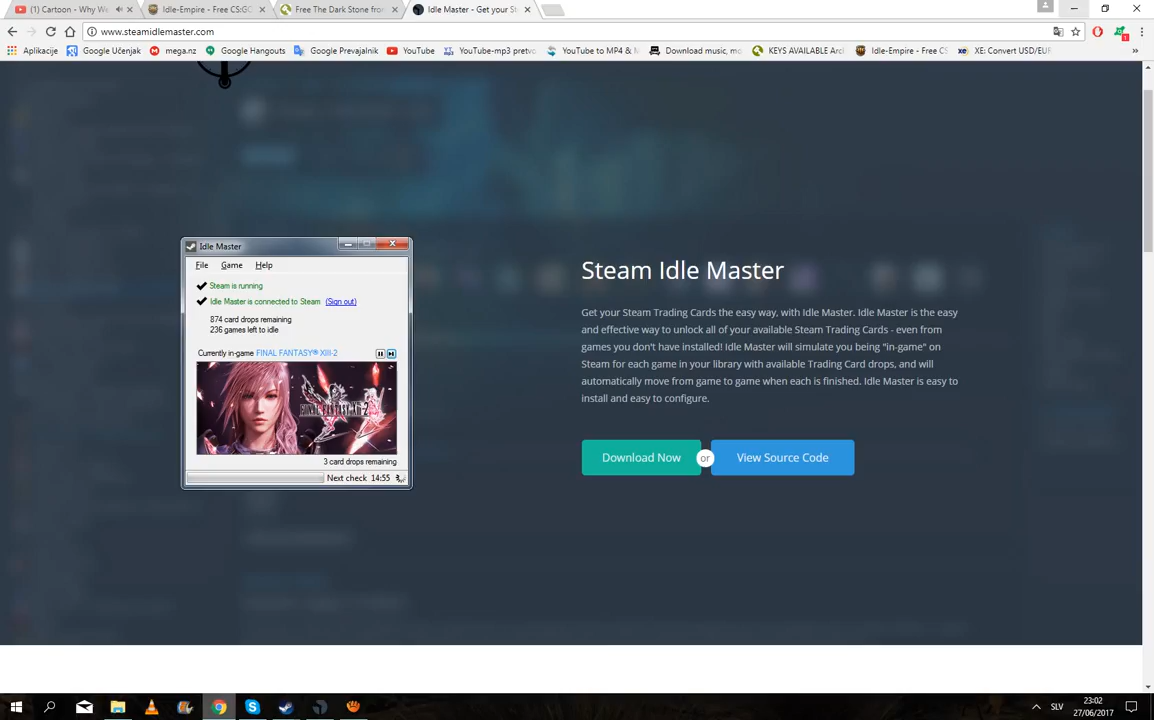 (1) Cartoon - Why We
Idle-Empire - Free CS:GC
Free The Dark Stone fron
Idle Master - Get your St
www.steamidlemaster.com
Aplikacije
Google Učenjak
mega.nz
Google Hangouts
Google Prevajalnik
YouTube
YouTube-mp3 pretvo
YouTube to MP4 & M
Download music, mo
KEYS AVAILABLE Arch
Idle-Empire - Free CS
XE: Convert USD/EUR
»
Idle Master
File Game Help
Steam is running
Idle Master is connected to Steam (Sign out)
874 card drops remaining
236 games left to idle
Currently in-game FINAL FANTASY® XIII-2
FINAL FANTASY XIII-2
3 card drops remaining
Next check 14:55
Steam Idle Master
Get your Steam Trading Cards the easy way, with Idle Master. Idle Master is the easy
and effective way to unlock all of your available Steam Trading Cards - even from
games you don't have installed! Idle Master will simulate you being "in-game" on
Steam for each game in your library with available Trading Card drops, and will
automatically move from game to game when each is finished. Idle Master is easy to
install and easy to configure.
Download Now or View Source Code
SLV
23:02
27/06/2017